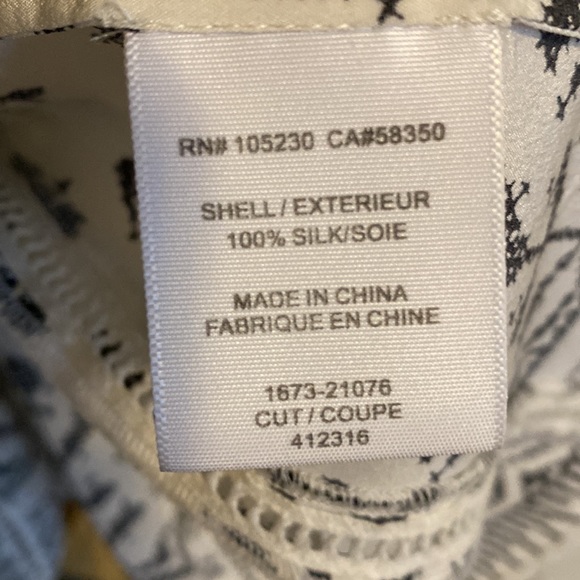 RN# 105230 CA#58350
SHELL / EXTERIEUR
100% SILK/SOIE
MADE IN CHINA
FABRIQUE EN CHINE
1673-21076
CUT / COUPE
412316